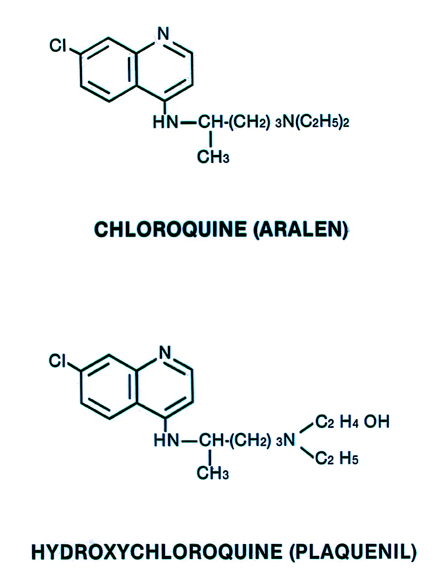 Cl
N
HN—CH-(CH2) 3N(C2H5)2
CH3
CHLOROQUINE (ARALEN)
Cl
N
C2 H4 OH
HN—CH-(CH2) 3N
C2 H5
CH3
HYDROXYCHLOROQUINE (PLAQUENIL)